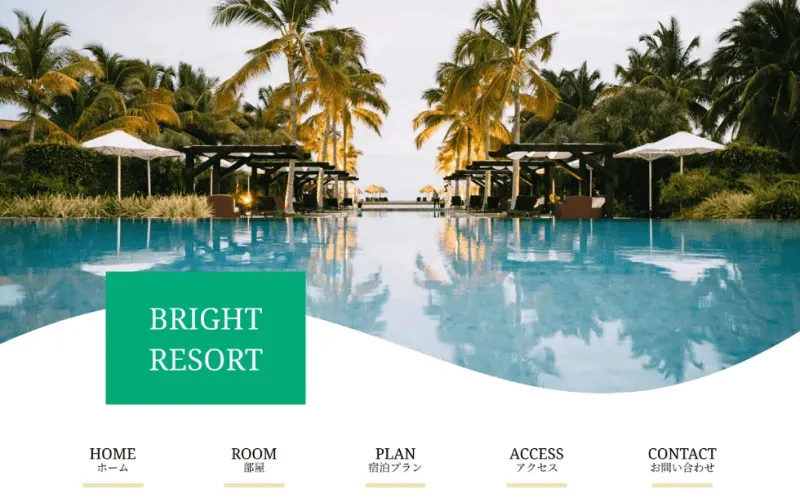 BRIGHT
RESORT
HOME
ホーム
ROOM
部屋
PLAN
宿泊プラン
ACCESS
アクセス
CONTACT
お問い合わせ